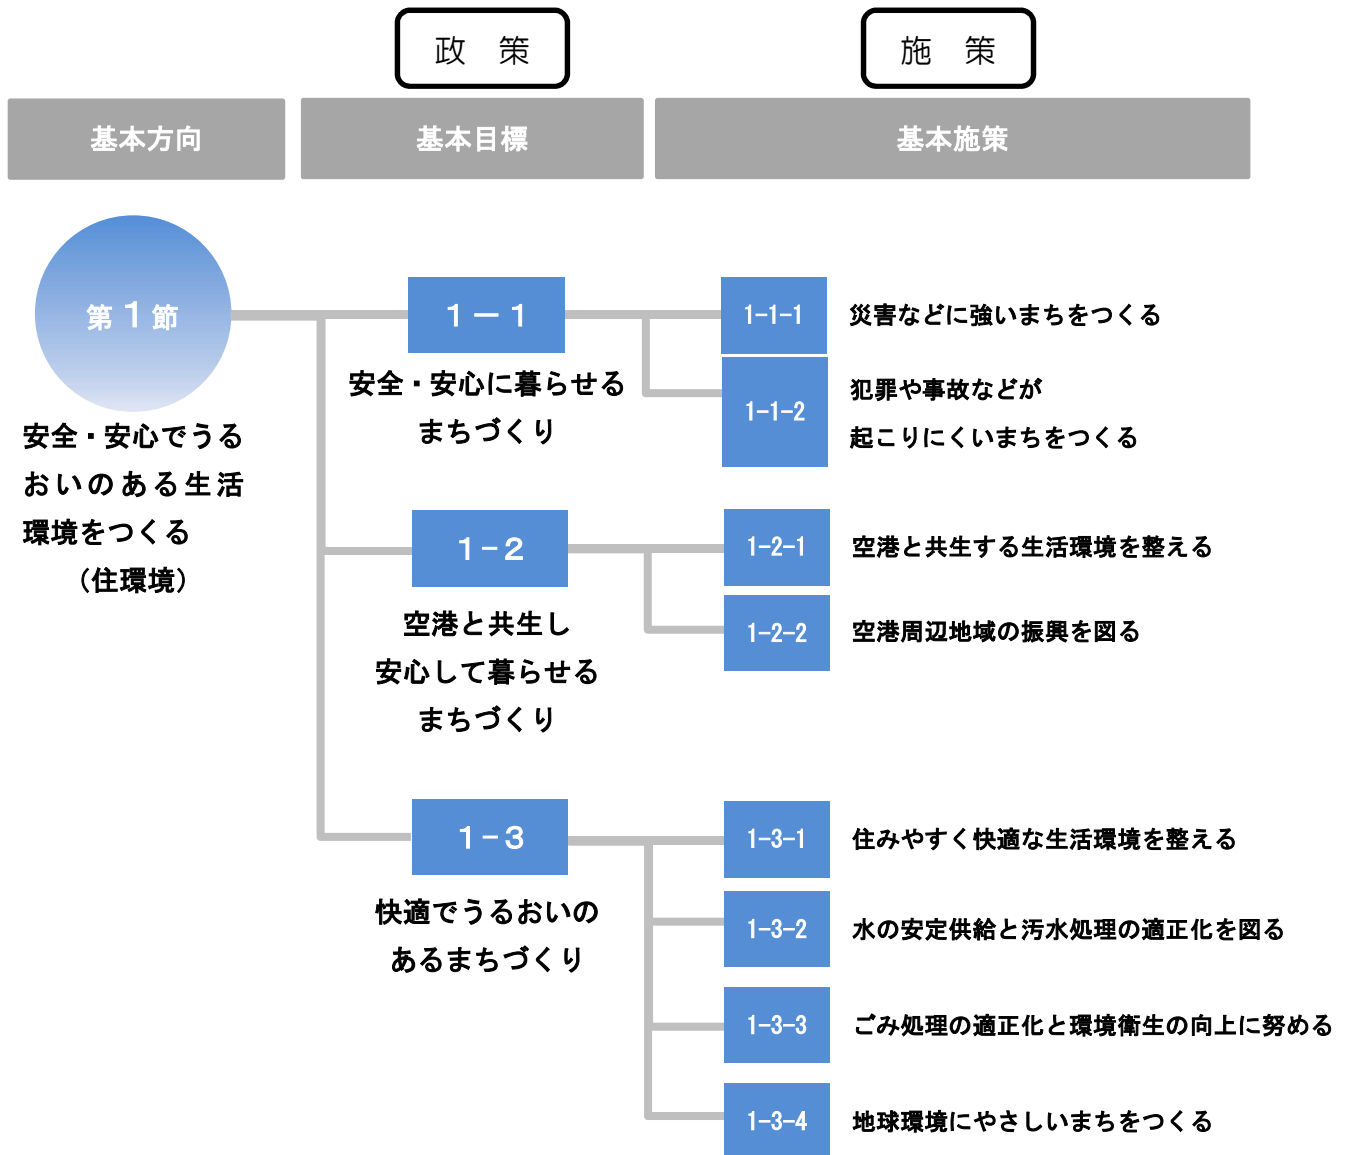 政　策
施　策
基本方向
基本目標
基本施策
第１節
安全・安心でうる
おいのある生活
環境をつくる
（住環境）
１－１
安全・安心に暮らせる
まちづくり
1-1-1
災害などに強いまちをつくる
1-1-2
犯罪や事故などが
起こりにくいまちをつくる
１-２
空港と共生し
安心して暮らせる
まちづくり
1-2-1
空港と共生する生活環境を整える
1-2-2
空港周辺地域の振興を図る
１-３
快適でうるおいの
あるまちづくり
1-3-1
住みやすく快適な生活環境を整える
1-3-2
水の安定供給と汚水処理の適正化を図る
1-3-3
ごみ処理の適正化と環境衛生の向上に努める
1-3-4
地球環境にやさしいまちをつくる